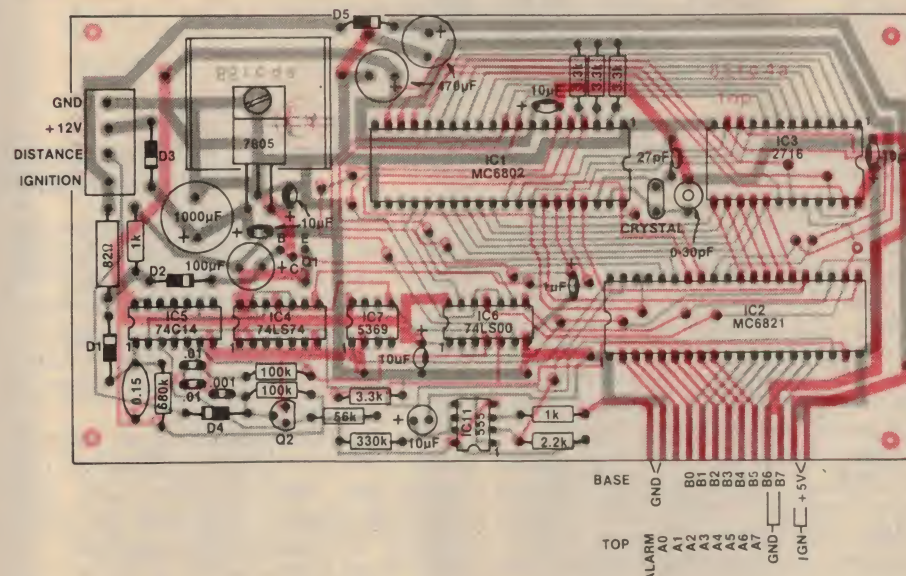 D5
470µF
10µF
3.3k
3.3k
3.3k
GND
+12V
DISTANCE
IGNITION
7805
D3
IC1
MC6802
27pF
IC3
2716
CRYSTAL
0-30pF
1000µF
10µF
82Ω
1k
D2
100µF
Q1
IC2
MC6821
IC5
74C14
IC4
74LS74
IC7
5369
IC6
74LS00
1µF
D1
10µF
0.15
680k
.01
.01
.001
100k
100k
3.3k
56k
330k
D4
Q2
10µF
IC11
555
1k
2.2k
BASE
GND
B0
B1
B2
B3
B4
B5
B6
B7
+5V
TOP
ALARM
A0
A1
A2
A3
A4
A5
A6
A7
GND
IGN